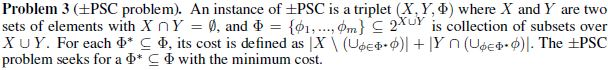 Problem 3 (±PSC problem). An instance of ±PSC is a triplet (X, Y, Φ) where X and Y are two
sets of elements with X ∩ Y = ∅, and Φ = {ϕ₁, ..., ϕₘ} ⊆ 2^{X∪Y} is collection of subsets over
X ∪ Y. For each Φ* ⊆ Φ, its cost is defined as |X \ (∪_{ϕ∈Φ*}ϕ)| + |Y ∩ (∪_{ϕ∈Φ*}ϕ)|. The ±PSC
problem seeks for a Φ* ⊆ Φ with the minimum cost.